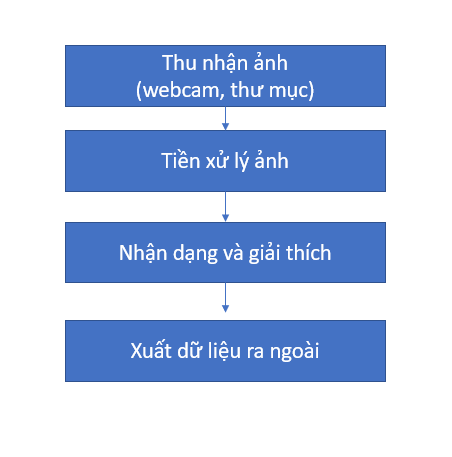 Thu nhận ảnh
(webcam, thư mục)
Tiền xử lý ảnh
Nhận dạng và giải thích
Xuất dữ liệu ra ngoài